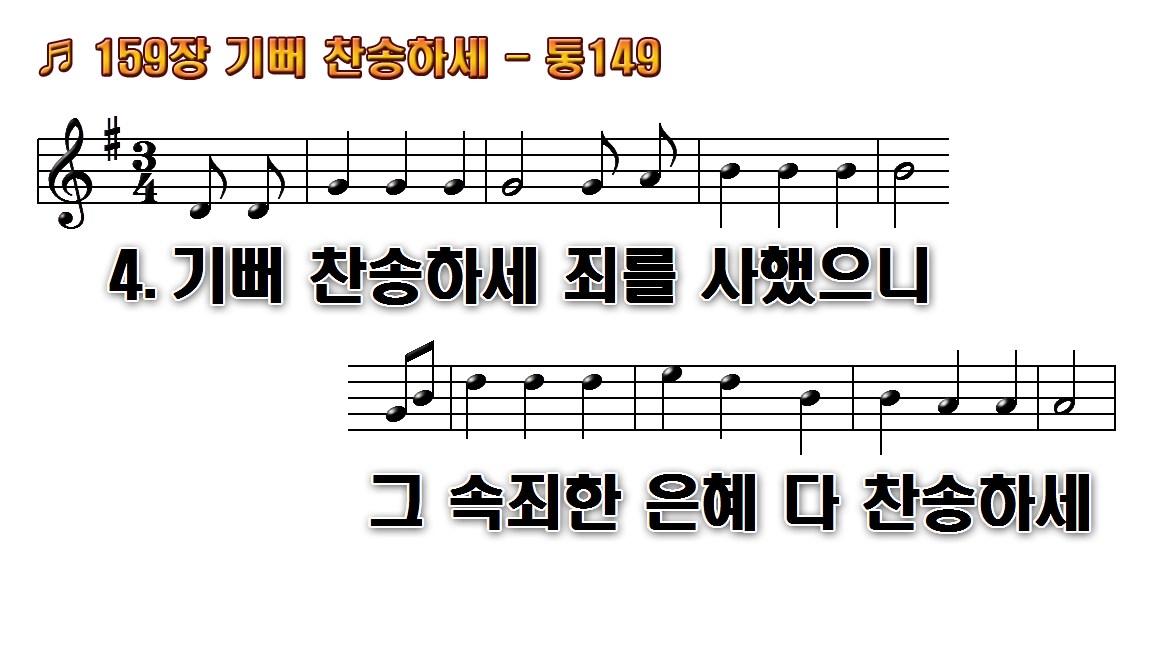 159장 기뻐 찬송하세 - 통149
3
4
4. 기뻐 찬송하세 죄를 사했으니
그 속죄한 은혜 다 찬송하세